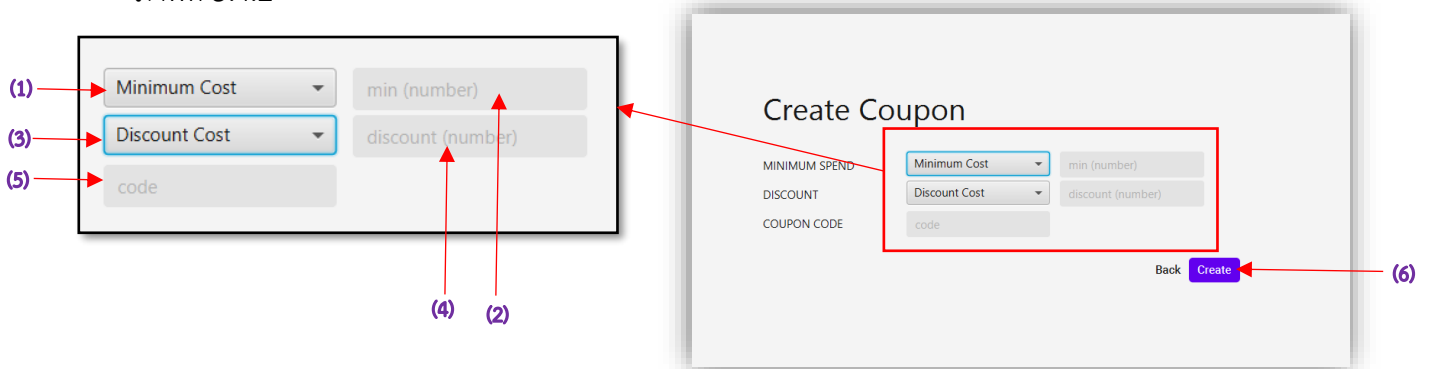 (1)
Minimum Cost
min (number)
(3)
Discount Cost
discount (number)
(5)
code
(4)
(2)
Create Coupon
MINIMUM SPEND
Minimum Cost
min (number)
DISCOUNT
Discount Cost
discount (number)
COUPON CODE
code
Back
Create
(6)